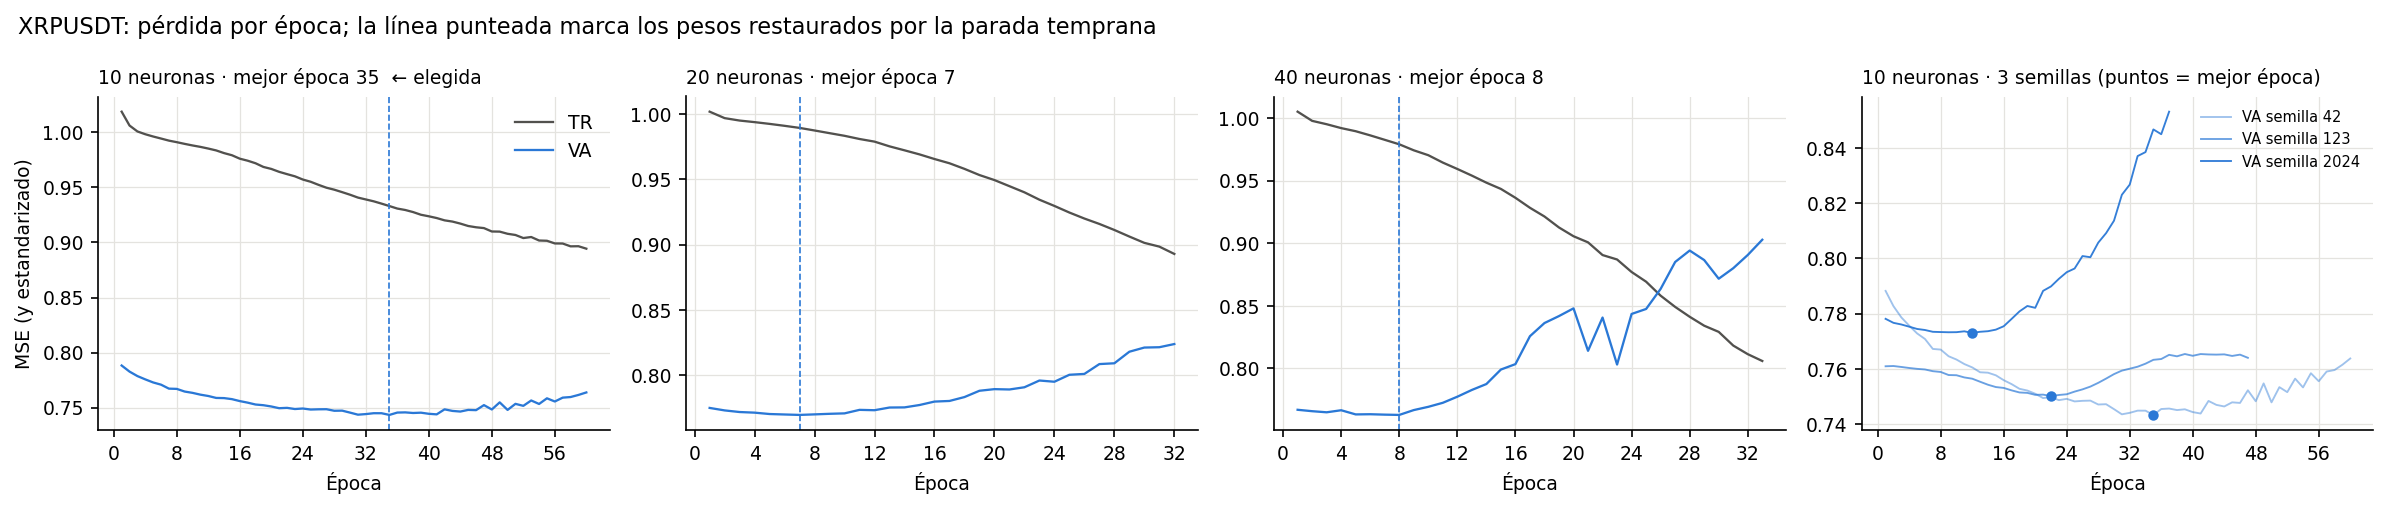 XRPUSDT: pérdida por época; la línea punteada marca los pesos restaurados por la parada temprana
10 neuronas · mejor época 35 ← elegida
MSE (y estandarizado)
1.00
0.95
0.90
0.85
0.80
0.75
TR
VA
0 8 16 24 32 40 48 56
Época
20 neuronas · mejor época 7
1.00
0.95
0.90
0.85
0.80
0 4 8 12 16 20 24 28 32
Época
40 neuronas · mejor época 8
1.00
0.95
0.90
0.85
0.80
0 4 8 12 16 20 24 28 32
Época
10 neuronas · 3 semillas (puntos = mejor época)
0.84
0.82
0.80
0.78
0.76
0.74
VA semilla 42
VA semilla 123
VA semilla 2024
0 8 16 24 32 40 48 56
Época